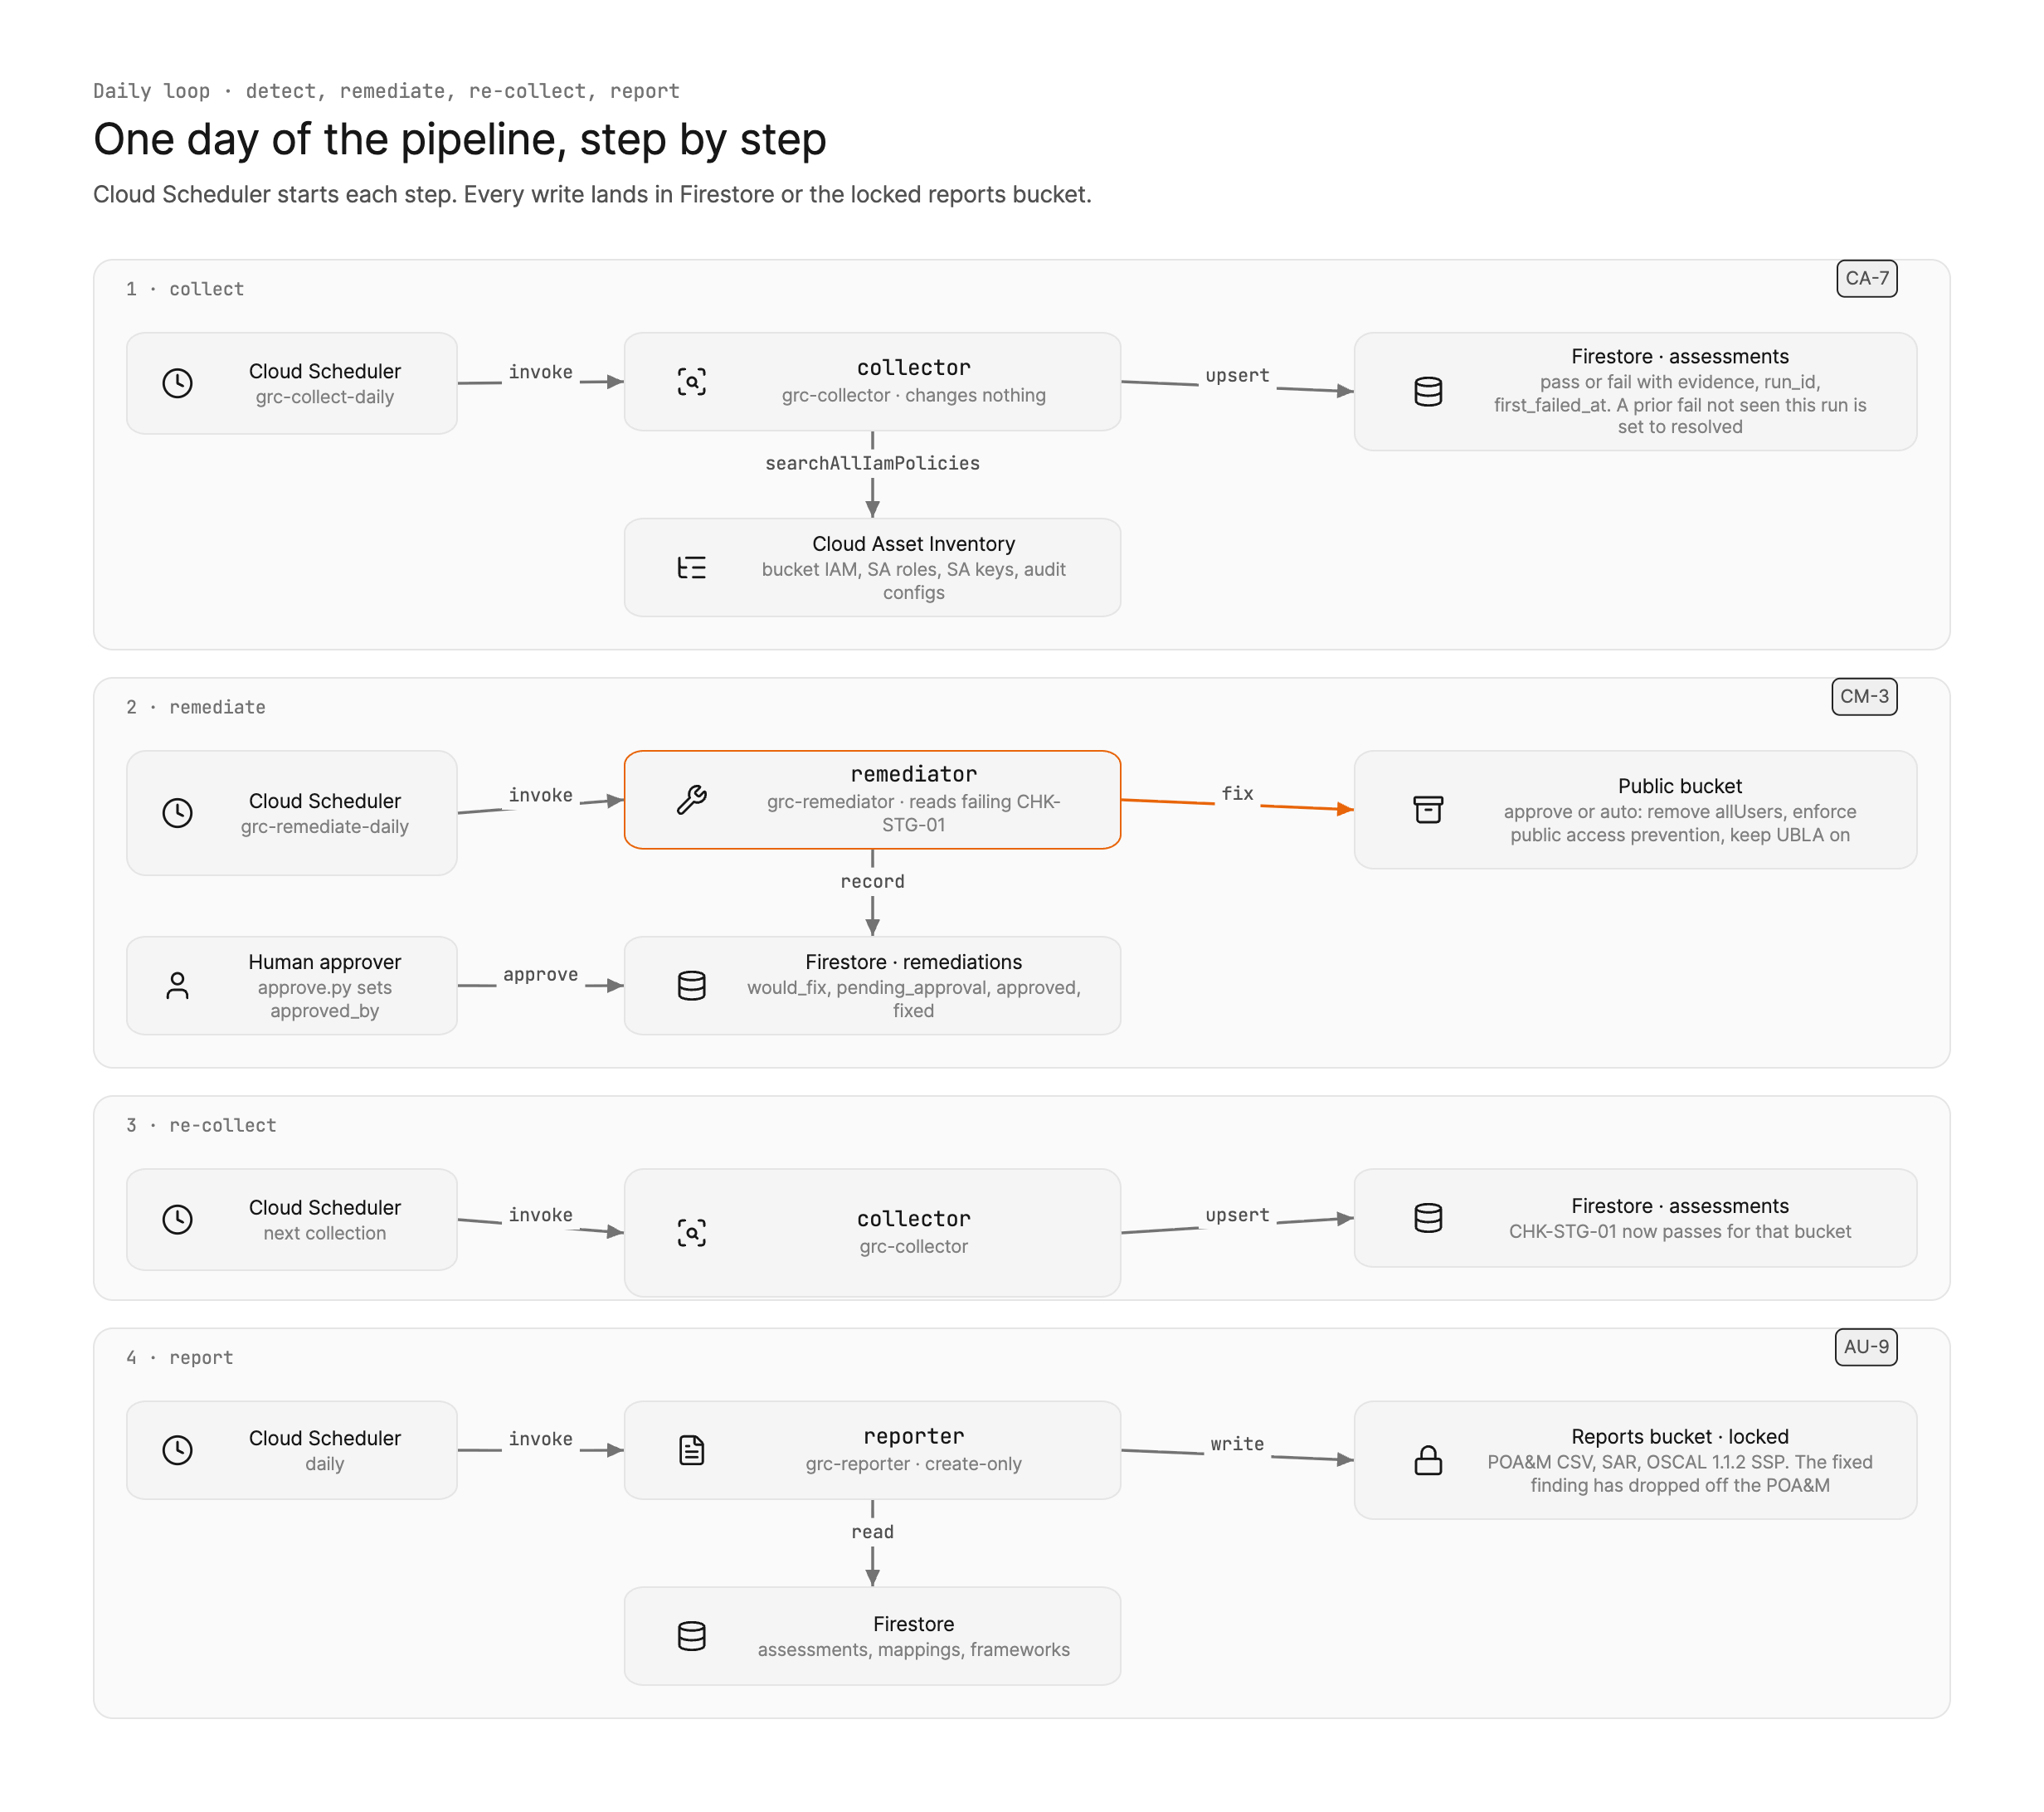 Daily loop · detect, remediate, re-collect, report
One day of the pipeline, step by step
Cloud Scheduler starts each step. Every write lands in Firestore or the locked reports bucket.
1 · collect
CA-7
Cloud Scheduler
grc-collect-daily
invoke
collector
grc-collector · changes nothing
upsert
Firestore · assessments
pass or fail with evidence, run_id,
first_failed_at. A prior fail not seen this run is
set to resolved
searchAllIamPolicies
Cloud Asset Inventory
bucket IAM, SA roles, SA keys, audit
configs
2 · remediate
CM-3
Cloud Scheduler
grc-remediate-daily
invoke
remediator
grc-remediator · reads failing CHK-
STG-01
fix
Public bucket
approve or auto: remove allUsers, enforce
public access prevention, keep UBLA on
record
Human approver
approve.py sets
approved_by
approve
Firestore · remediations
would_fix, pending_approval, approved,
fixed
3 · re-collect
Cloud Scheduler
next collection
invoke
collector
grc-collector
upsert
Firestore · assessments
CHK-STG-01 now passes for that bucket
4 · report
AU-9
Cloud Scheduler
daily
invoke
reporter
grc-reporter · create-only
write
Reports bucket · locked
POA&M CSV, SAR, OSCAL 1.1.2 SSP. The fixed
finding has dropped off the POA&M
read
Firestore
assessments, mappings, frameworks